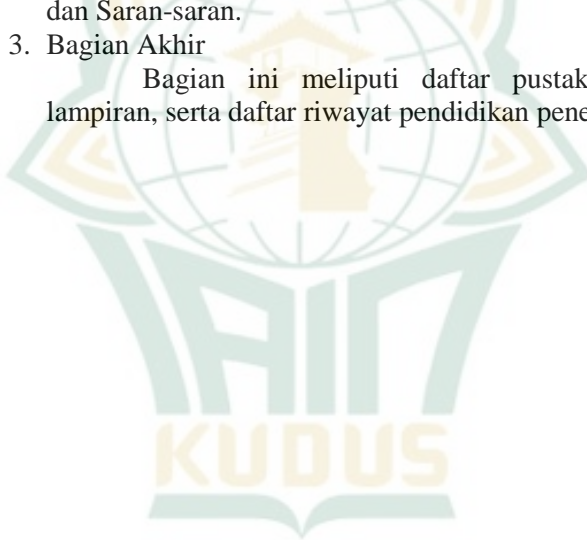 dan Saran-saran.
3. Bagian Akhir
Bagian ini meliputi daftar pustak
lampiran, serta daftar riwayat pendidikan pene
IAIN
KUDUS